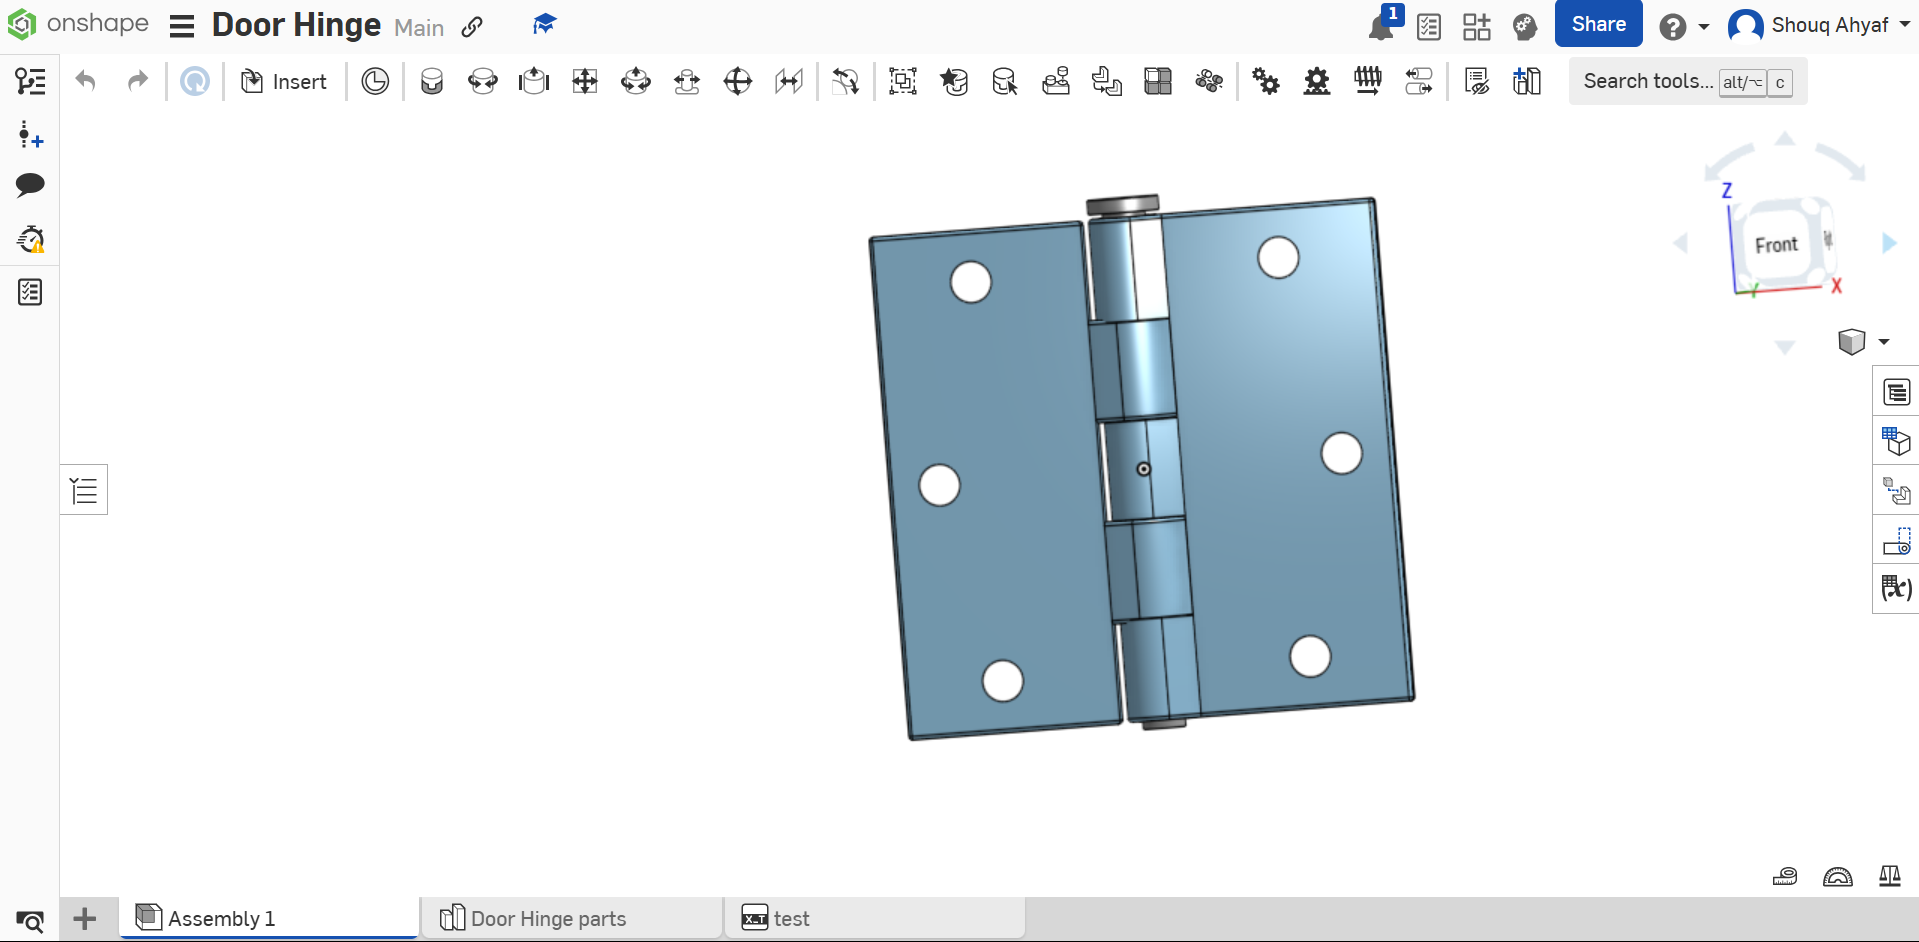 onshape
Door Hinge Main
1
Share
Shouq Ahyaf
Insert
Search tools... alt/⌥ c
Z
Front
X
Y
(x)
Assembly 1
Door Hinge parts
X_T test